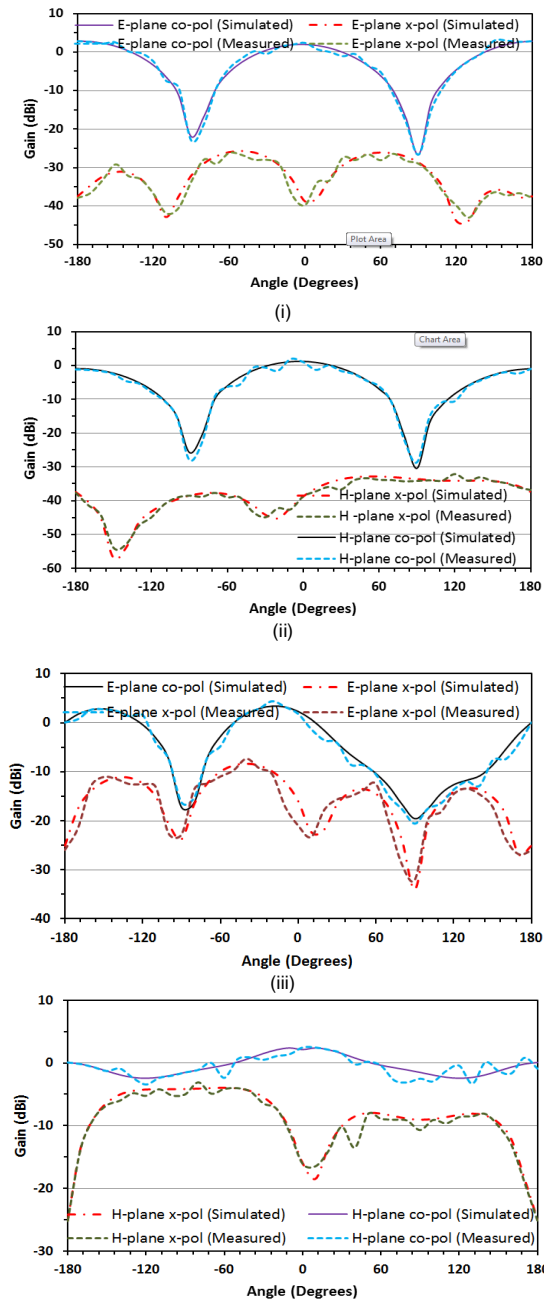 E-plane co-pol (Simulated) E-plane x-pol (Simulated)
E-plane co-pol (Measured) E-plane x-pol (Measured)
10
0
-10
-20
-30
-40
-50
Gain (dBi)
-180 -120 -60 0 60 120 180
Plot Area
Angle (Degrees)
(i)
10
0
-10
-20
-30
-40
-50
-60
Gain (dBi)
Chart Area
H-plane x-pol (Simulated)
H -plane x-pol (Measured)
H-plane co-pol (Simulated)
H-plane co-pol (Measured)
-180 -120 -60 0 60 120 180
Angle (Degrees)
(ii)
10
0
-10
-20
-30
-40
Gain (dBi)
E-plane co-pol (Simulated) E-plane x-pol (Simulated)
E-plane x-pol (Measured) E-plane x-pol (Measured)
-180 -120 -60 0 60 120 180
Angle (Degrees)
(iii)
10
0
-10
-20
-30
Gain (dBi)
H-plane x-pol (Simulated) H-plane co-pol (Simulated)
H-plane x-pol (Measured) H-plane co-pol (Measured)
-180 -120 -60 0 60 120 180
Angle (Degrees)